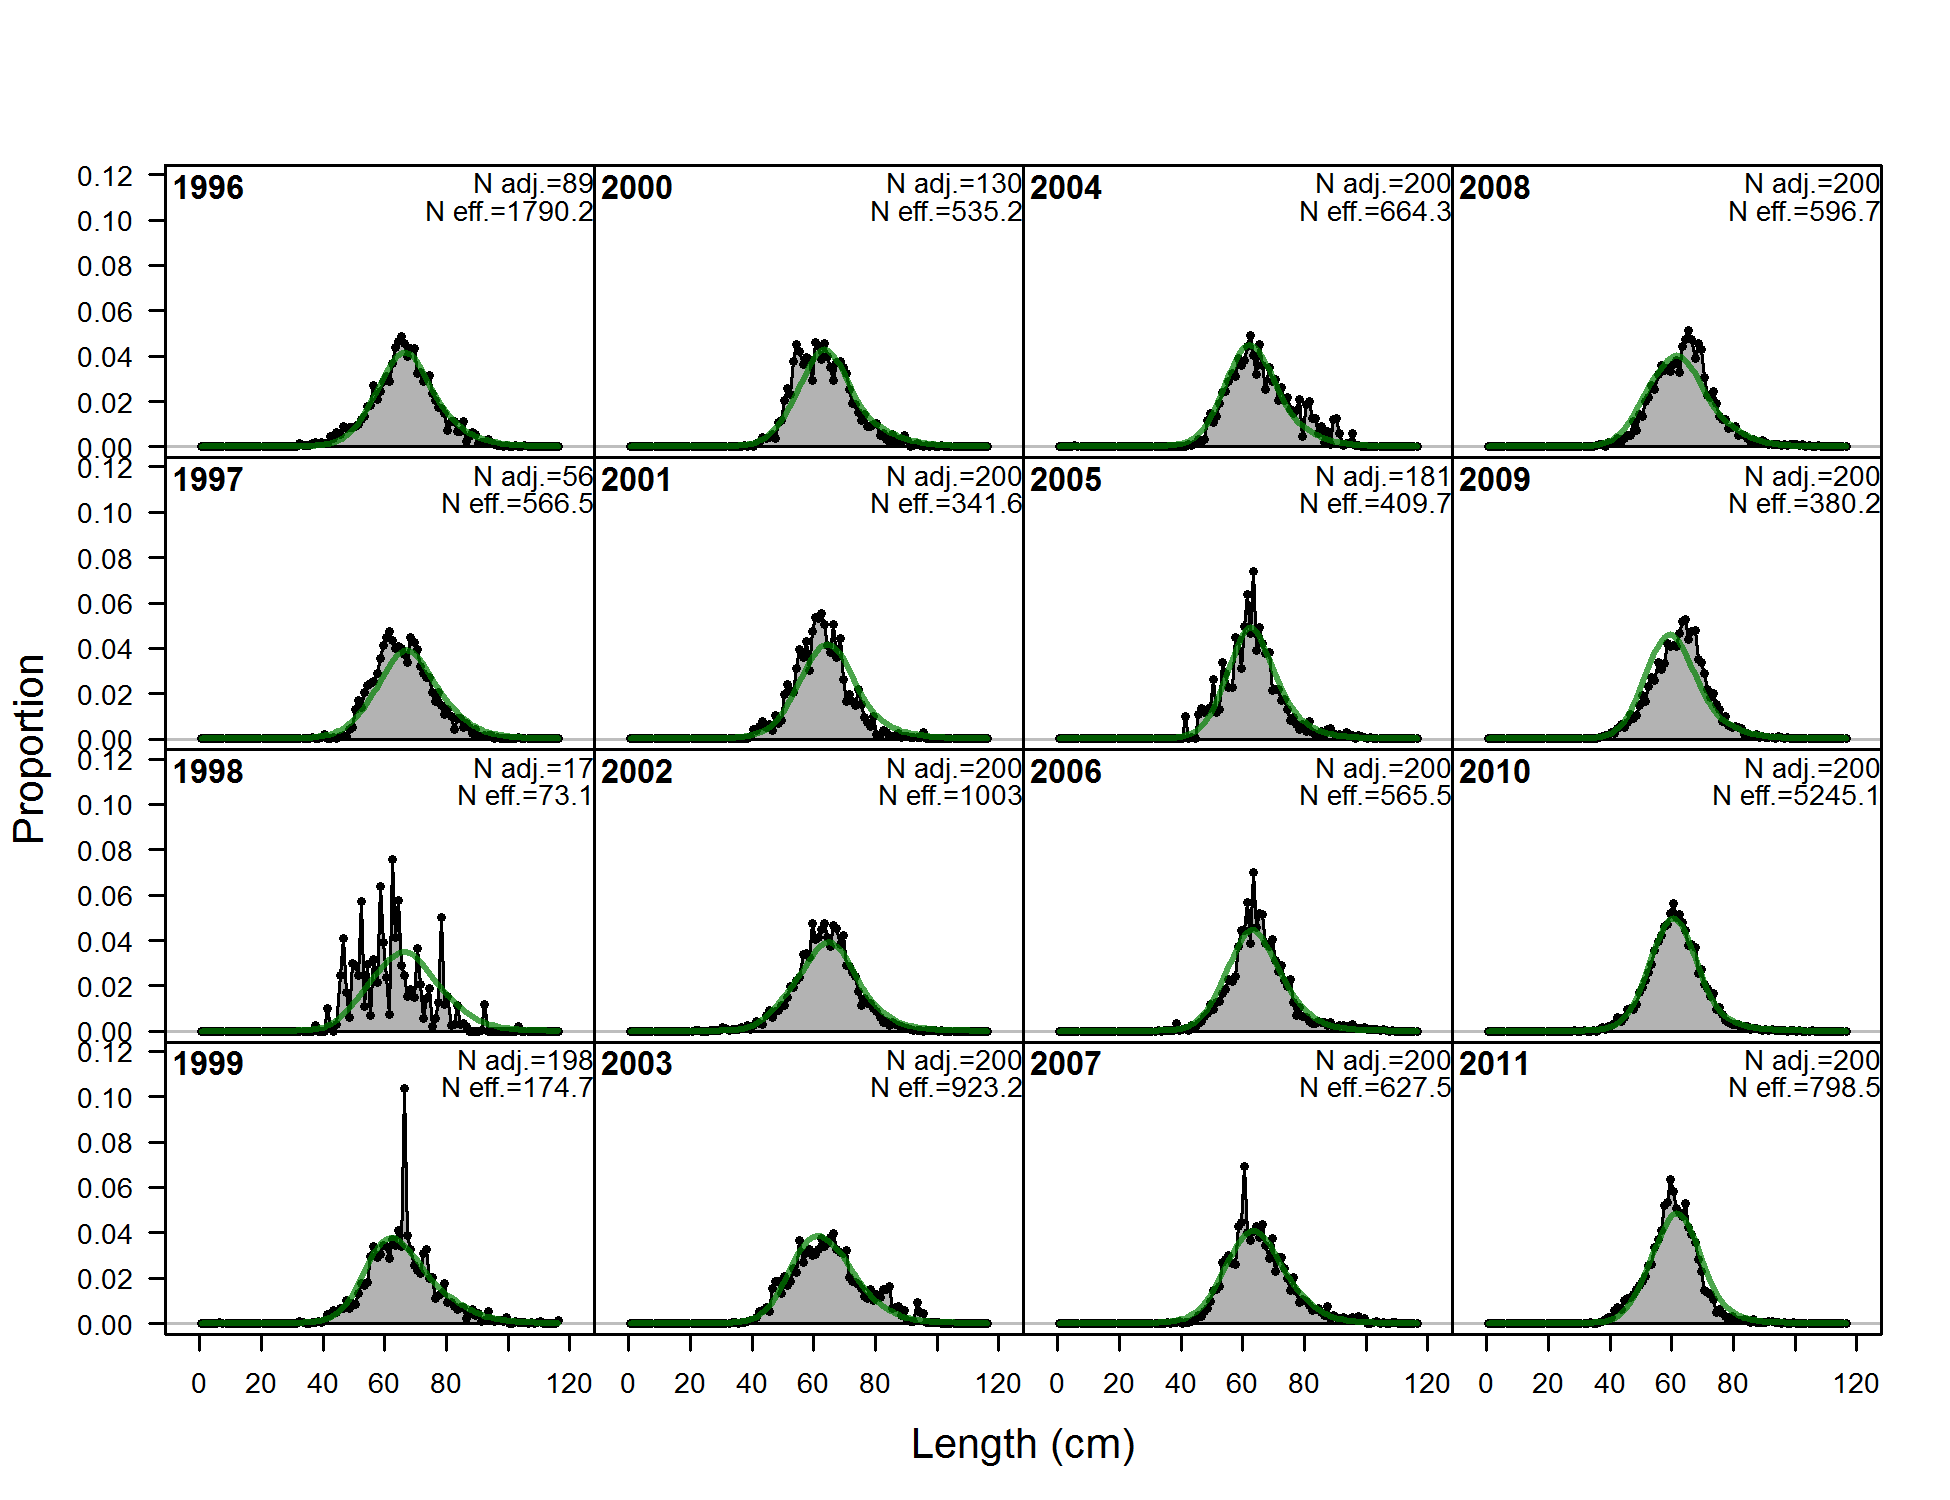 0.12
0.10
0.08
0.06
0.04
0.02
0.00
1996
N adj.=89
N eff.=1790.2
2000
N adj.=130
N eff.=535.2
2004
N adj.=200
N eff.=664.3
2008
N adj.=200
N eff.=596.7
0.12
0.10
0.08
0.06
0.04
0.02
0.00
1997
N adj.=56
N eff.=566.5
2001
N adj.=200
N eff.=341.6
2005
N adj.=181
N eff.=409.7
2009
N adj.=200
N eff.=380.2
0.12
0.10
0.08
0.06
0.04
0.02
0.00
1998
N adj.=17
N eff.=73.1
2002
N adj.=200
N eff.=1003
2006
N adj.=200
N eff.=565.5
2010
N adj.=200
N eff.=5245.1
0.12
0.10
0.08
0.06
0.04
0.02
0.00
1999
N adj.=198
N eff.=174.7
2003
N adj.=200
N eff.=923.2
2007
N adj.=200
N eff.=627.5
2011
N adj.=200
N eff.=798.5
0 20 40 60 80 120
0 20 40 60 80 120
0 20 40 60 80 120
0 20 40 60 80 120
Proportion
Length (cm)